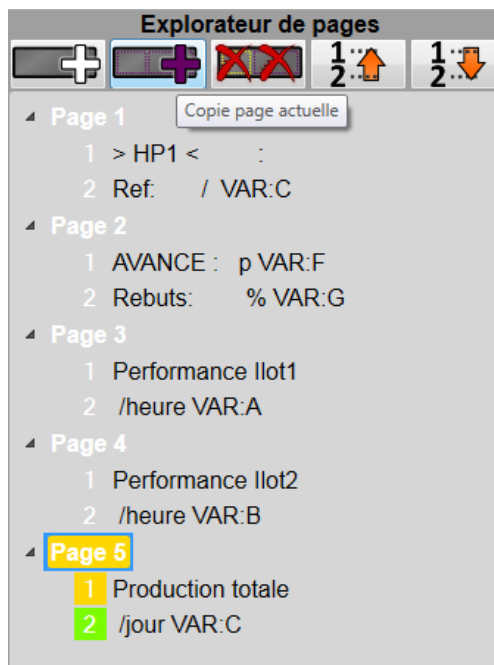 Explorateur de pages
1 2 1 2
Copie page actuelle
Page 1
1 > HP1 < :
2 Ref: / VAR:C
Page 2
1 AVANCE : p VAR:F
2 Rebuts: % VAR:G
Page 3
1 Performance Ilot1
2 /heure VAR:A
Page 4
1 Performance Ilot2
2 /heure VAR:B
Page 5
1 Production totale
2 /jour VAR:C